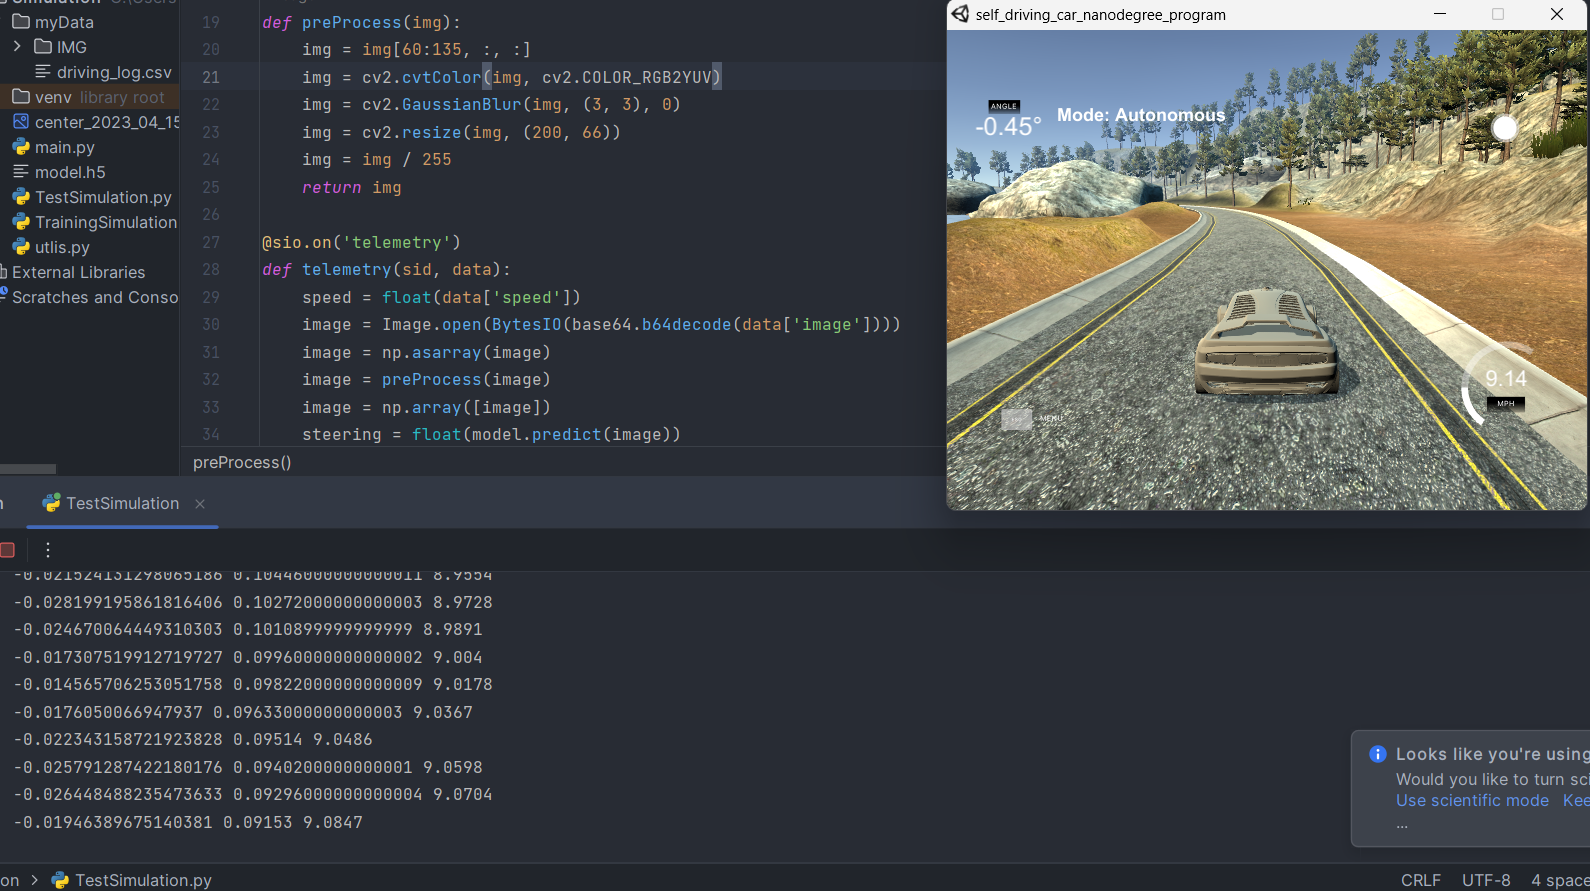 myData
IMG
driving_log.csv
venv library root
center_2023_04_15
main.py
model.h5
TestSimulation.py
TrainingSimulation
utlis.py
External Libraries
Scratches and Conso
19 def preProcess(img):
20 img = img[60:135, :, :]
21 img = cv2.cvtColor(img, cv2.COLOR_RGB2YUV)
22 img = cv2.GaussianBlur(img, (3, 3), 0)
23 img = cv2.resize(img, (200, 66))
24 img = img / 255
25 return img
26
27 @sio.on('telemetry')
28 def telemetry(sid, data):
29 speed = float(data['speed'])
30 image = Image.open(BytesIO(base64.b64decode(data['image'])))
31 image = np.asarray(image)
32 image = preProcess(image)
33 image = np.array([image])
34 steering = float(model.predict(image))
preProcess()
self_driving_car_nanodegree_program
ANGLE
-0.45°
Mode: Autonomous
9.14
MPH
MENU
TestSimulation
-0.021524131298065186 0.10446000000000011 8.9554
-0.028199195861816406 0.10272000000000003 8.9728
-0.024670064449310303 0.1010899999999999 8.9891
-0.017307519912719727 0.09960000000000002 9.004
-0.014565706253051758 0.09822000000000009 9.0178
-0.0176050066947937 0.09633000000000003 9.0367
-0.022343158721923828 0.09514 9.0486
-0.025791287422180176 0.0940200000000001 9.0598
-0.026448488235473633 0.09296000000000004 9.0704
-0.01946389675140381 0.09153 9.0847
Looks like you're using
Would you like to turn sci
Use scientific mode Kee
...
on > TestSimulation.py
CRLF UTF-8 4 space